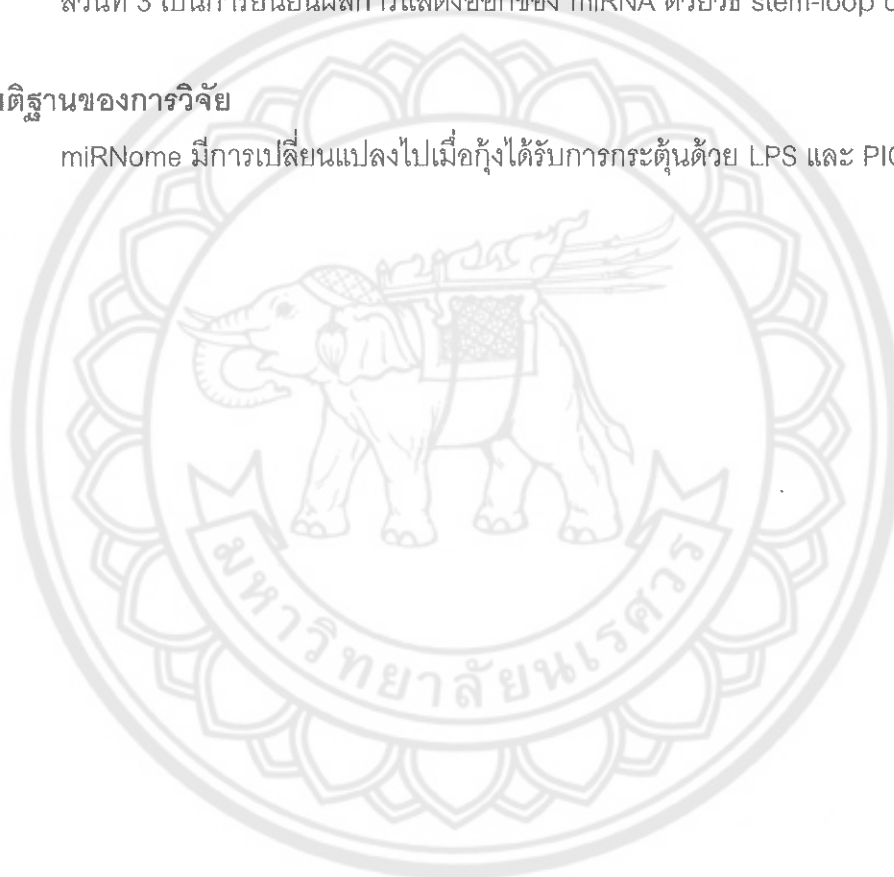 ส่วนที่ 3 เป็นการยืนยันผลการแสดงออกของ miRNA ด้วยวิธี stem-loop
มติฐานของการวิจัย
miRNome มีการเปลี่ยนแปลงไปเมื่อกุ้งได้รับการกระตุ้นด้วย LPS และ
มหาวิทยาลัยนเรศวร